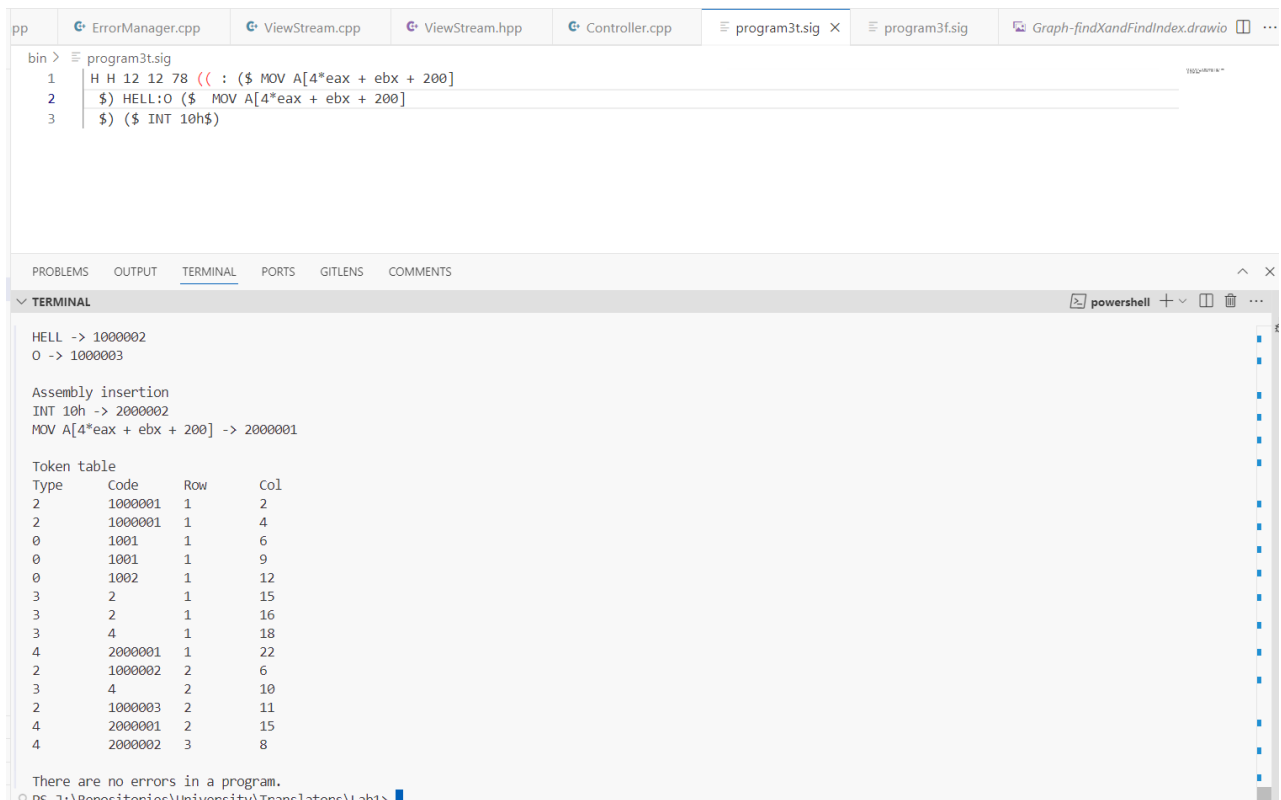 pp ErrorManager.cpp ViewStream.cpp ViewStream.hpp Controller.cpp program3t.sig program3f.sig Graph-findXandFindIndex.drawio
bin > program3t.sig
1 H H 12 12 78 (( : ($ MOV A[4*eax + ebx + 200]
2 $) HELL:O ($  MOV A[4*eax + ebx + 200]
3 $) ($ INT 10h$)
PROBLEMS OUTPUT TERMINAL PORTS GITLENS COMMENTS
TERMINAL powershell
HELL -> 1000002
O -> 1000003
Assembly insertion
INT 10h -> 2000002
MOV A[4*eax + ebx + 200] -> 2000001
Token table
Type Code Row Col
2 1000001 1 2
2 1000001 1 4
0 1001 1 6
0 1001 1 9
0 1002 1 12
3 2 1 15
3 2 1 16
3 4 1 18
4 2000001 1 22
2 1000002 2 6
3 4 2 10
2 1000003 2 11
4 2000001 2 15
4 2000002 3 8
There are no errors in a program.
PS J:\Repositories\University\Translators\Lab1>